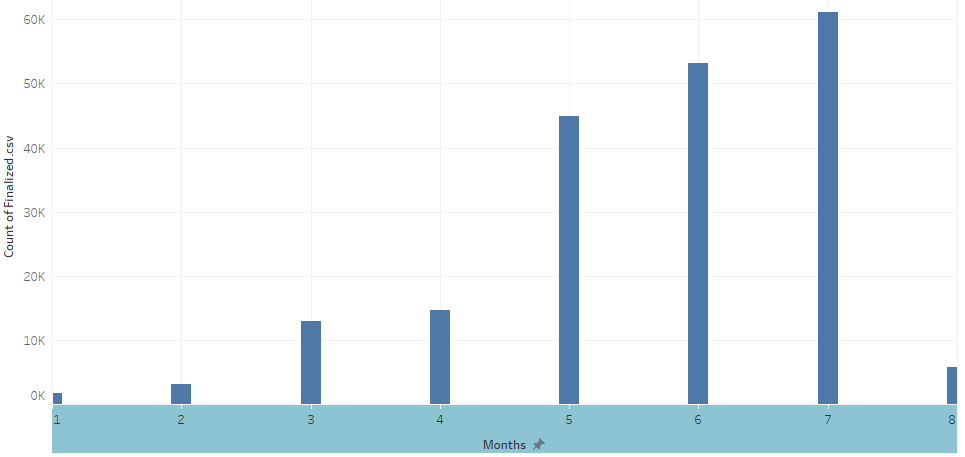 60K
50K
40K
30K
20K
10K
0K
Count of Finalized.csv
1 2 3 4 5 6 7 8
Months